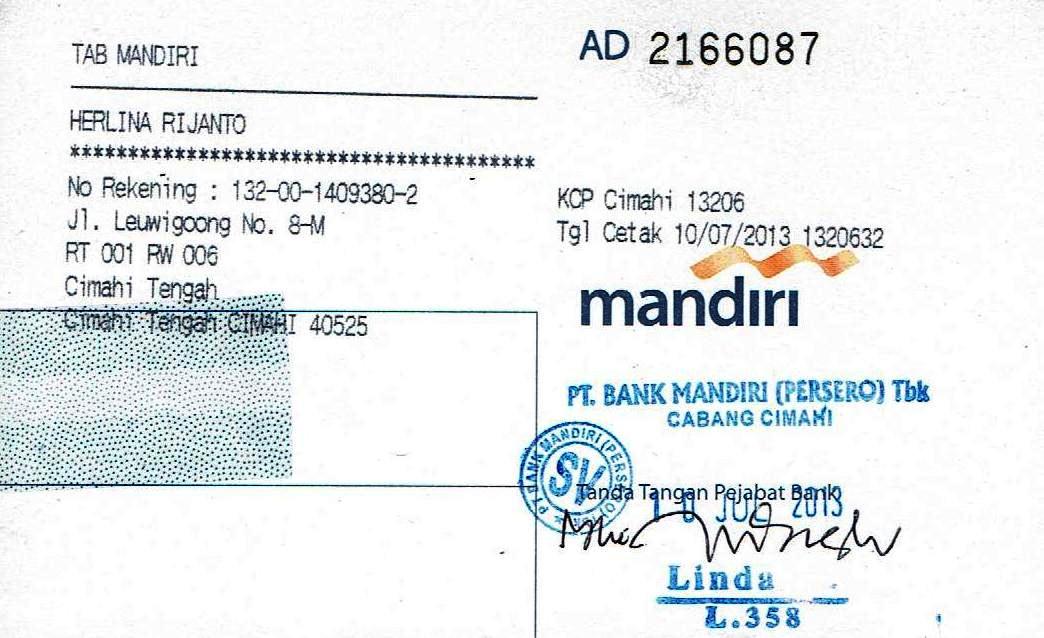 TAB MANDIRI
AD 2166087
HERLINA RIJANTO
****************************************
No Rekening : 132-00-1409380-2
Jl. Leuwigoong No. 8-M
RT 001 RW 006
Cimahi Tengah
Cimahi Tengah CIMAHI 40525
KCP Cimahi 13206
Tgl Cetak 10/07/2013 1320632
mandiri
PT. BANK MANDIRI (PERSERO) Tbk
CABANG CIMAHI
PT BANK MANDIRI (PERSERO) Tbk
SV
Tanda Tangan Pejabat Bank
10 JUL 2013
Linda
L.358